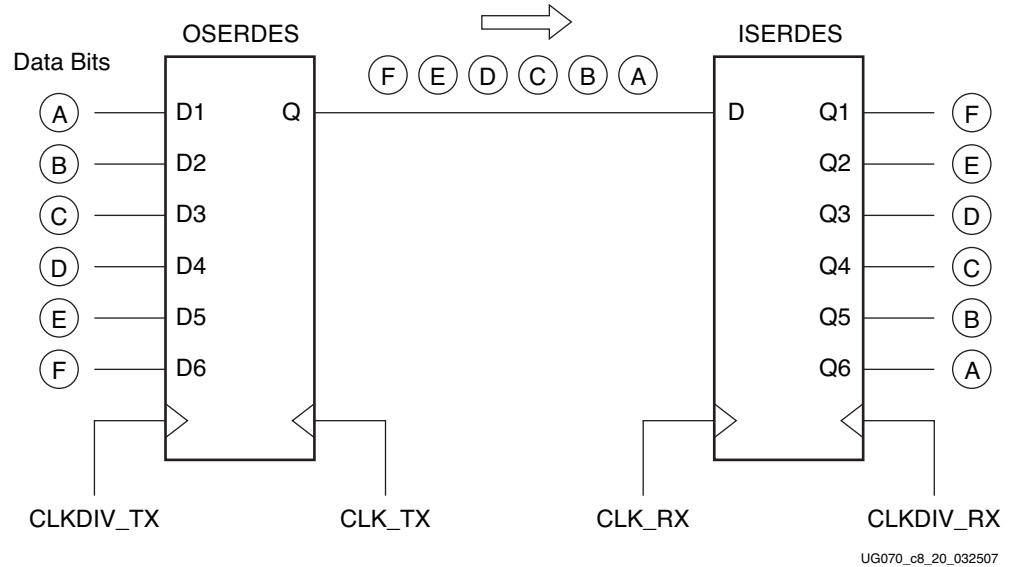 OSERDES ISERDES
Data Bits
F E D C B A
A D1 Q D Q1 F
B D2 Q2 E
C D3 Q3 D
D D4 Q4 C
E D5 Q5 B
F D6 Q6 A
CLKDIV_TX CLK_TX CLK_RX CLKDIV_RX
UG070_c8_20_032507